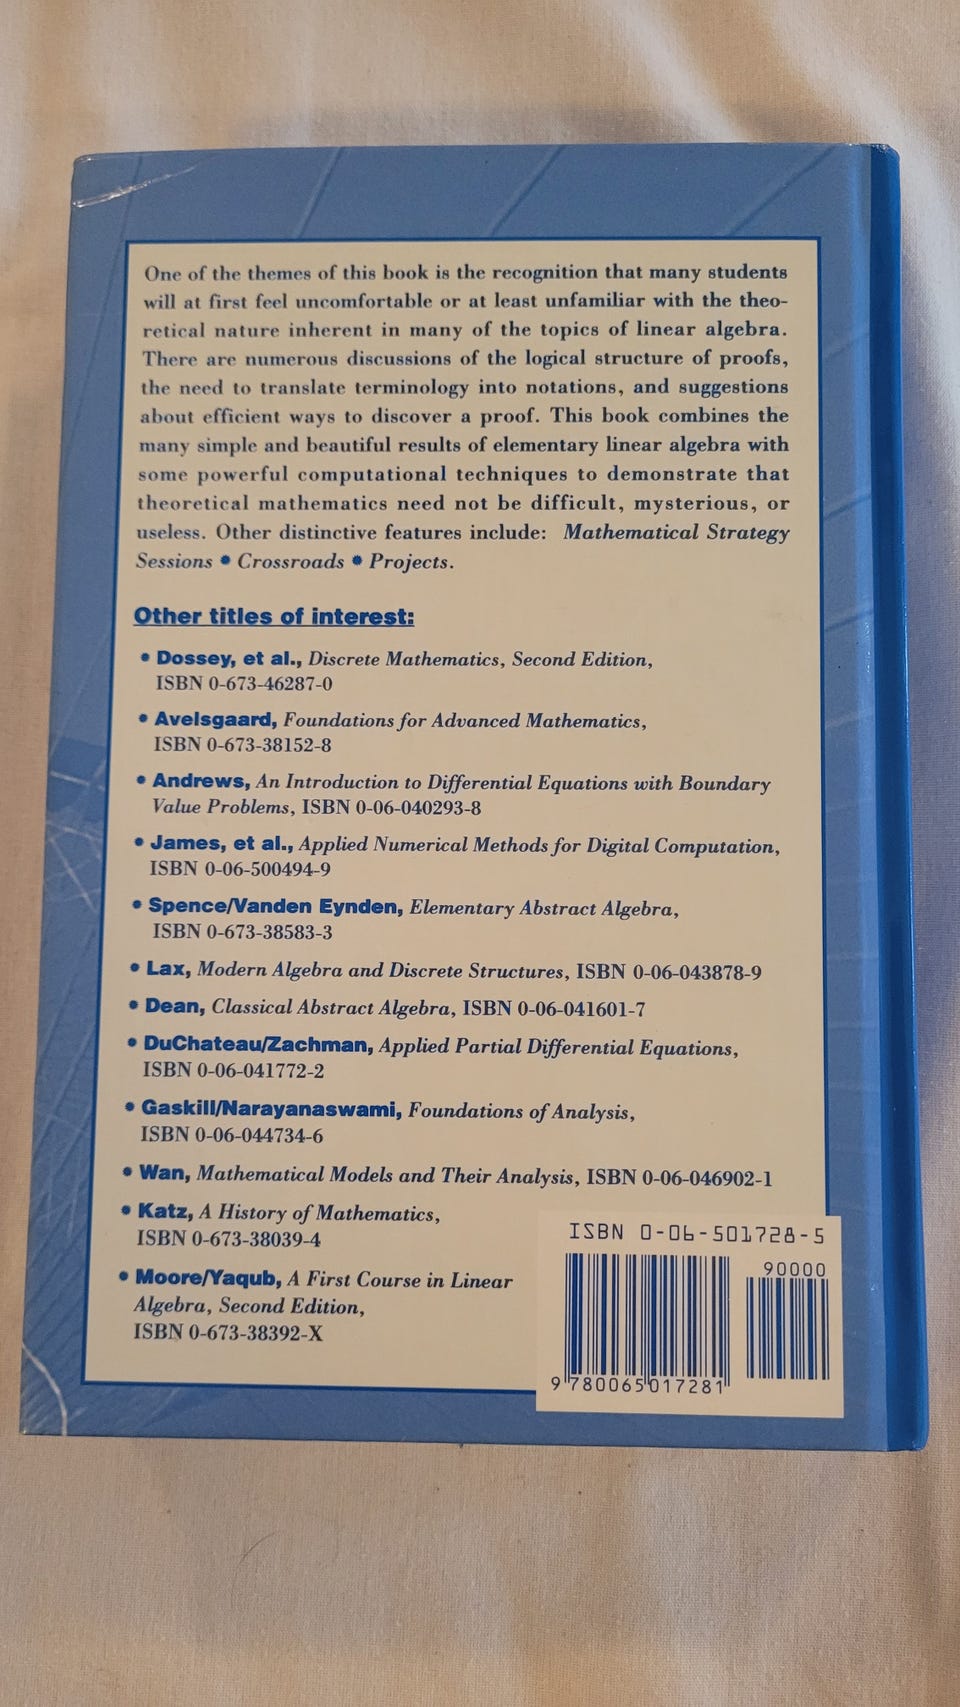 One of the themes of this book is the recognition that many students
will at first feel uncomfortable or at least unfamiliar with the theo-
retical nature inherent in many of the topics of linear algebra.
There are numerous discussions of the logical structure of proofs,
the need to translate terminology into notations, and suggestions
about efficient ways to discover a proof. This book combines the
many simple and beautiful results of elementary linear algebra with
some powerful computational techniques to demonstrate that
theoretical mathematics need not be difficult, mysterious, or
useless. Other distinctive features include: Mathematical Strategy
Sessions • Crossroads • Projects.
Other titles of interest:
• Dossey, et al., Discrete Mathematics, Second Edition,
ISBN 0-673-46287-0
• Avelsgaard, Foundations for Advanced Mathematics,
ISBN 0-673-38152-8
• Andrews, An Introduction to Differential Equations with Boundary
Value Problems, ISBN 0-06-040293-8
• James, et al., Applied Numerical Methods for Digital Computation,
ISBN 0-06-500494-9
• Spence/Vanden Eynden, Elementary Abstract Algebra,
ISBN 0-673-38583-3
• Lax, Modern Algebra and Discrete Structures, ISBN 0-06-043878-9
• Dean, Classical Abstract Algebra, ISBN 0-06-041601-7
• DuChateau/Zachman, Applied Partial Differential Equations,
ISBN 0-06-041772-2
• Gaskill/Narayanaswami, Foundations of Analysis,
ISBN 0-06-044734-6
• Wan, Mathematical Models and Their Analysis, ISBN 0-06-046902-1
• Katz, A History of Mathematics,
ISBN 0-673-38039-4
• Moore/Yaqub, A First Course in Linear
Algebra, Second Edition,
ISBN 0-673-38392-X
ISBN 0-06-501728-5
90000
9 780065 017281